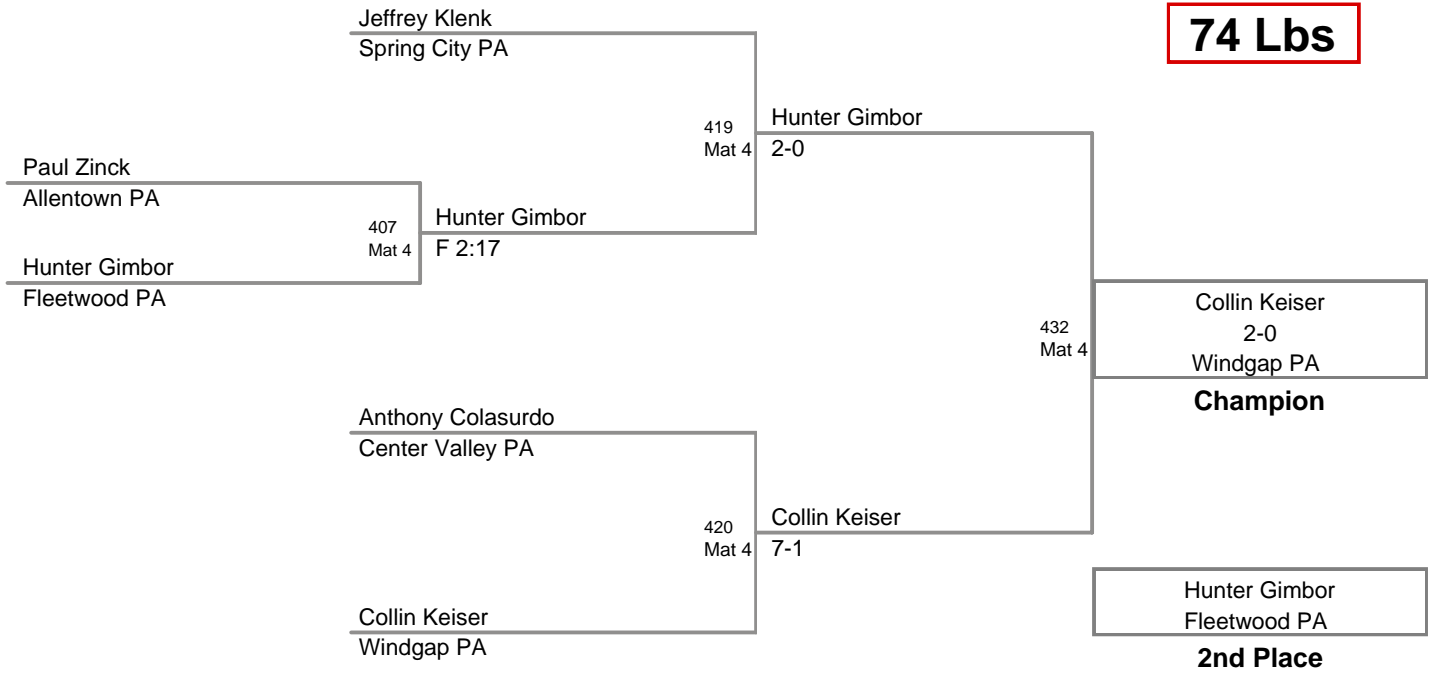 Jeffrey Klenk
Spring City PA
74 Lbs
419
Mat 4
Hunter Gimbor
2-0
Paul Zinck
Allentown PA
407
Mat 4
Hunter Gimbor
F 2:17
Hunter Gimbor
Fleetwood PA
432
Mat 4
Collin Keiser
2-0
Windgap PA
Champion
Anthony Colasurdo
Center Valley PA
420
Mat 4
Collin Keiser
7-1
Collin Keiser
Windgap PA
Hunter Gimbor
Fleetwood PA
2nd Place